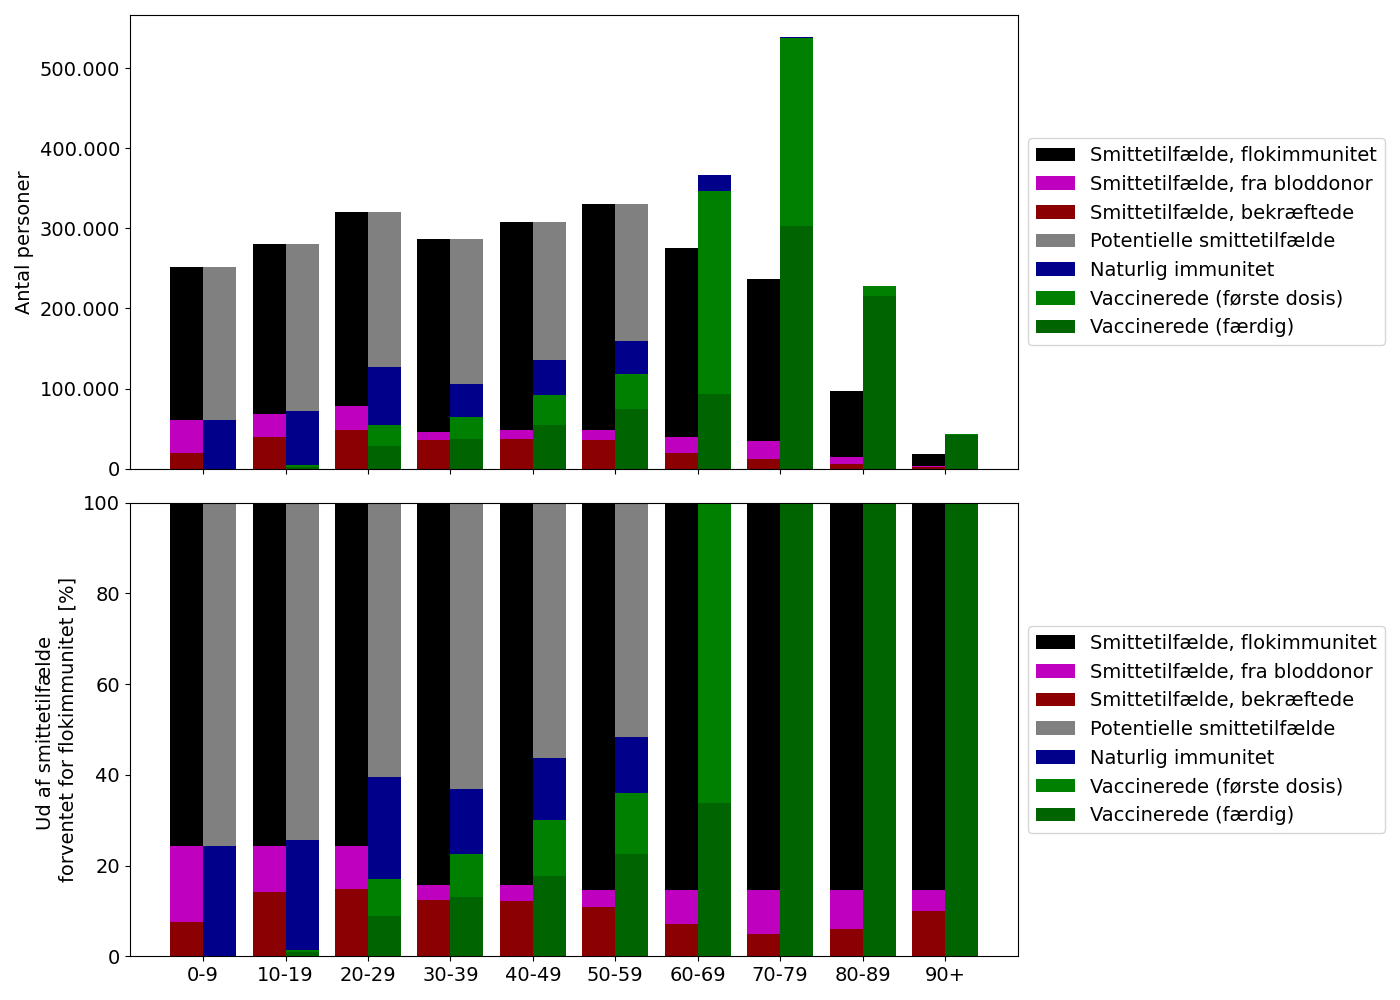 500.000
400.000
300.000
200.000
100.000
0
Antal personer
Smittetilfælde, flokimmunitet
Smittetilfælde, fra bloddonor
Smittetilfælde, bekræftede
Potentielle smittetilfælde
Naturlig immunitet
Vaccinerede (første dosis)
Vaccinerede (færdig)
100
80
60
40
20
0
Ud af smittetilfælde
forventet for flokimmunitet [%]
Smittetilfælde, flokimmunitet
Smittetilfælde, fra bloddonor
Smittetilfælde, bekræftede
Potentielle smittetilfælde
Naturlig immunitet
Vaccinerede (første dosis)
Vaccinerede (færdig)
0-9 10-19 20-29 30-39 40-49 50-59 60-69 70-79 80-89 90+